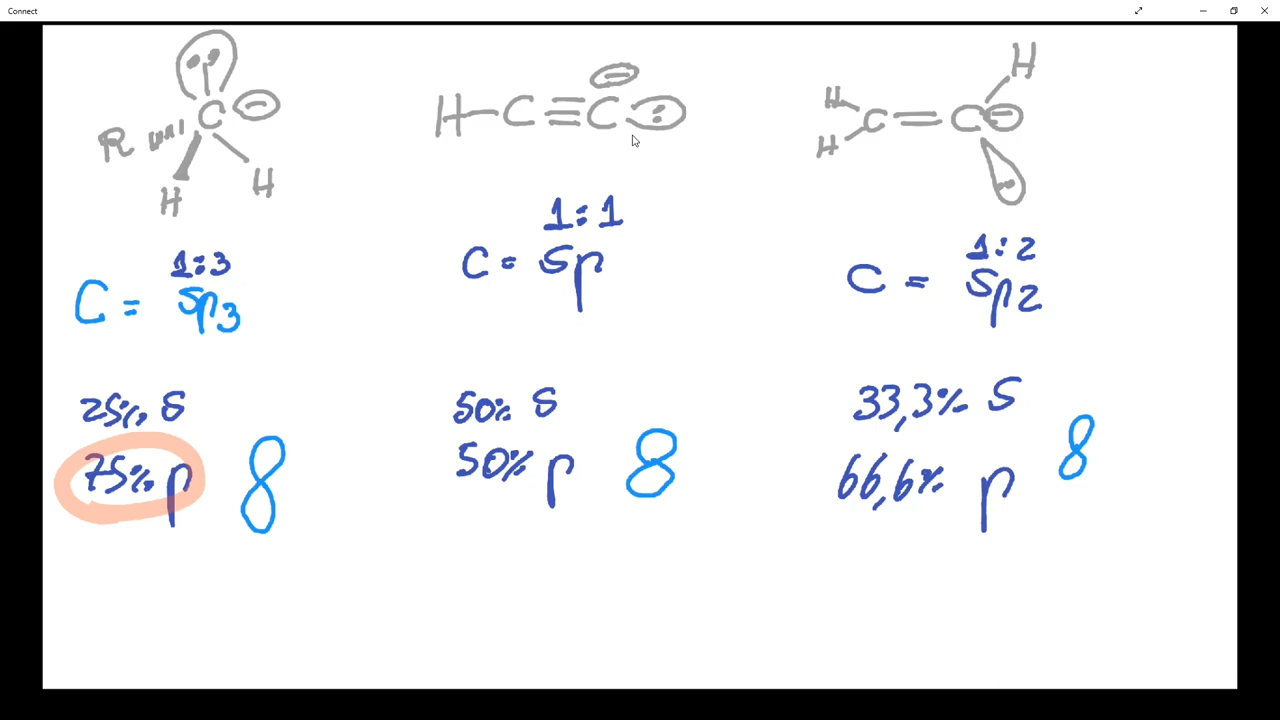 Connect
R C H H
H-C≡C
H H C=C H
1:3
C = Sp3
25% S
75% p
1:1
C = Sp
50% S
50% p
1:2
C = Sp2
33,3% S
66,6% p